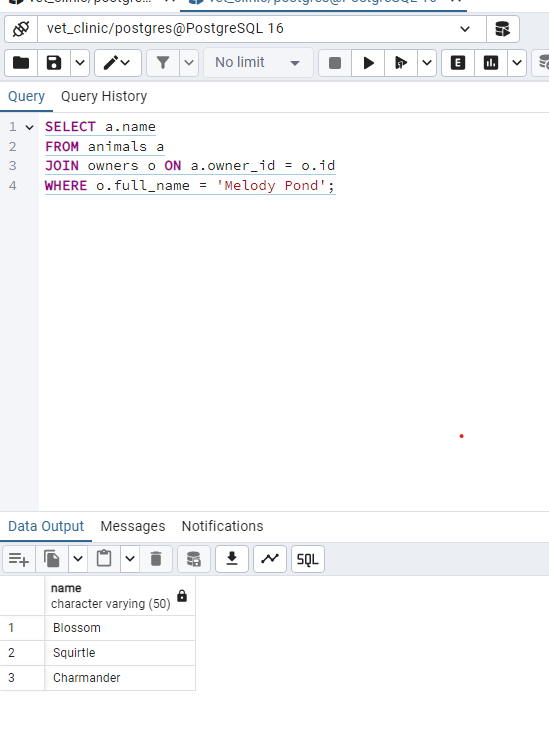 vet_clinic/postgres@PostgreSQL 16
No limit
E
Query Query History
1 SELECT a.name
2 FROM animals a
3 JOIN owners o ON a.owner_id = o.id
4 WHERE o.full_name = 'Melody Pond';
Data Output Messages Notifications
SQL
name
character varying (50)
1 Blossom
2 Squirtle
3 Charmander